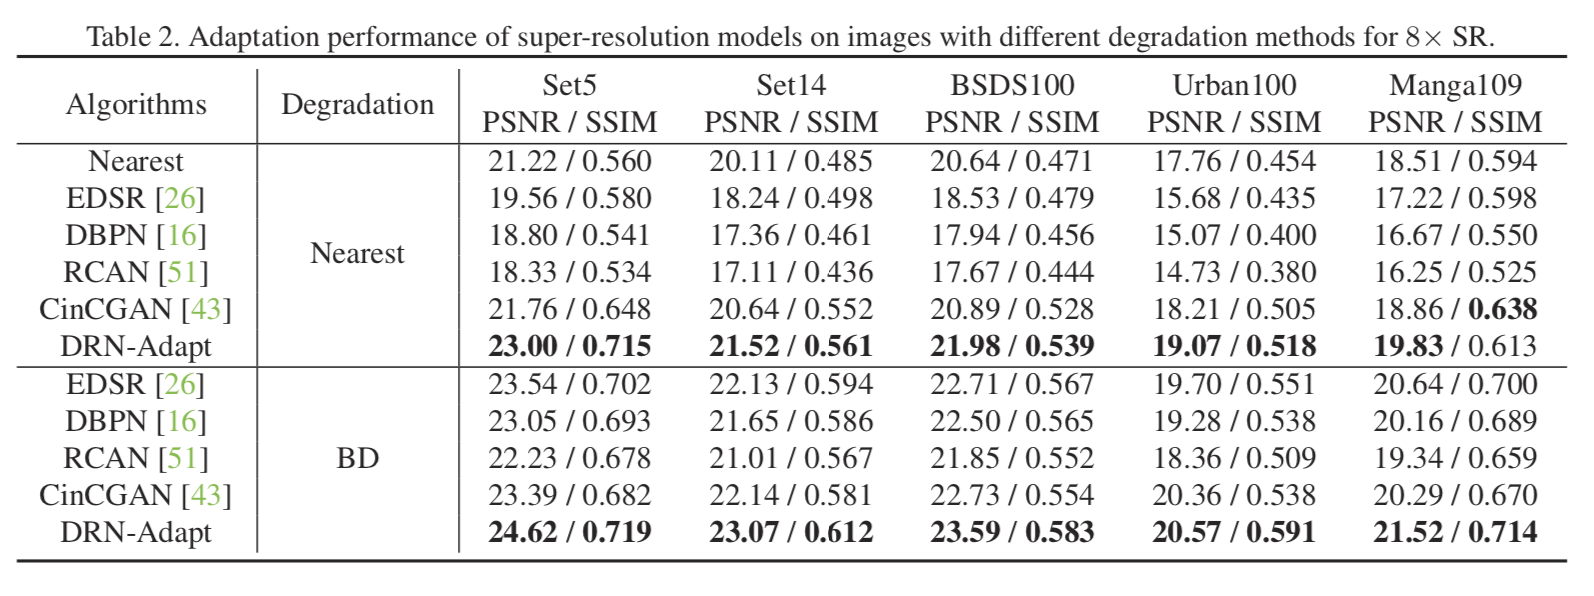 Table 2. Adaptation performance of super-resolution models on images with different degradation methods for 8× SR.
Algorithms Degradation Set5 Set14 BSDS100 Urban100 Manga109
PSNR / SSIM PSNR / SSIM PSNR / SSIM PSNR / SSIM PSNR / SSIM
Nearest 21.22 / 0.560 20.11 / 0.485 20.64 / 0.471 17.76 / 0.454 18.51 / 0.594
EDSR [26] 19.56 / 0.580 18.24 / 0.498 18.53 / 0.479 15.68 / 0.435 17.22 / 0.598
DBPN [16] 18.80 / 0.541 17.36 / 0.461 17.94 / 0.456 15.07 / 0.400 16.67 / 0.550
Nearest
RCAN [51] 18.33 / 0.534 17.11 / 0.436 17.67 / 0.444 14.73 / 0.380 16.25 / 0.525
CinCGAN [43] 21.76 / 0.648 20.64 / 0.552 20.89 / 0.528 18.21 / 0.505 18.86 / 0.638
DRN-Adapt 23.00 / 0.715 21.52 / 0.561 21.98 / 0.539 19.07 / 0.518 19.83 / 0.613
EDSR [26] 23.54 / 0.702 22.13 / 0.594 22.71 / 0.567 19.70 / 0.551 20.64 / 0.700
DBPN [16] 23.05 / 0.693 21.65 / 0.586 22.50 / 0.565 19.28 / 0.538 20.16 / 0.689
RCAN [51] BD 22.23 / 0.678 21.01 / 0.567 21.85 / 0.552 18.36 / 0.509 19.34 / 0.659
CinCGAN [43] 23.39 / 0.682 22.14 / 0.581 22.73 / 0.554 20.36 / 0.538 20.29 / 0.670
DRN-Adapt 24.62 / 0.719 23.07 / 0.612 23.59 / 0.583 20.57 / 0.591 21.52 / 0.714